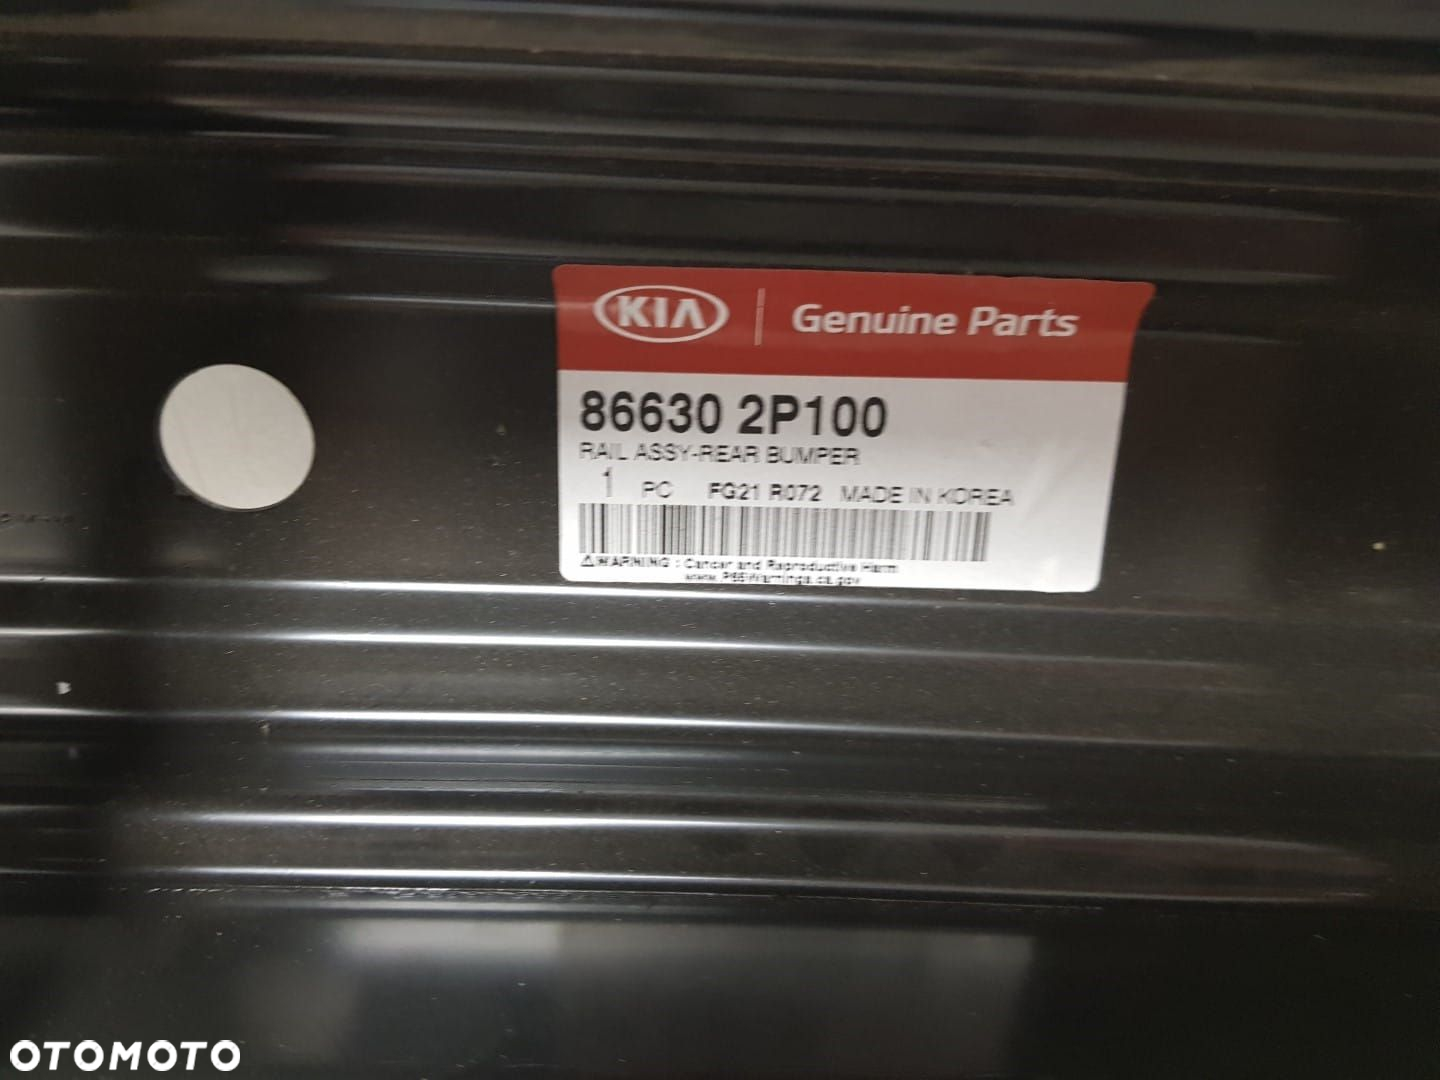 KIA Genuine Parts
86630 2P100
RAIL ASSY-REAR BUMPER
1 PC FG21 R072 MADE IN KOREA
WARNING : Cancer and Reproductive Harm
www.P65Warnings.ca.gov
OTOMOTO